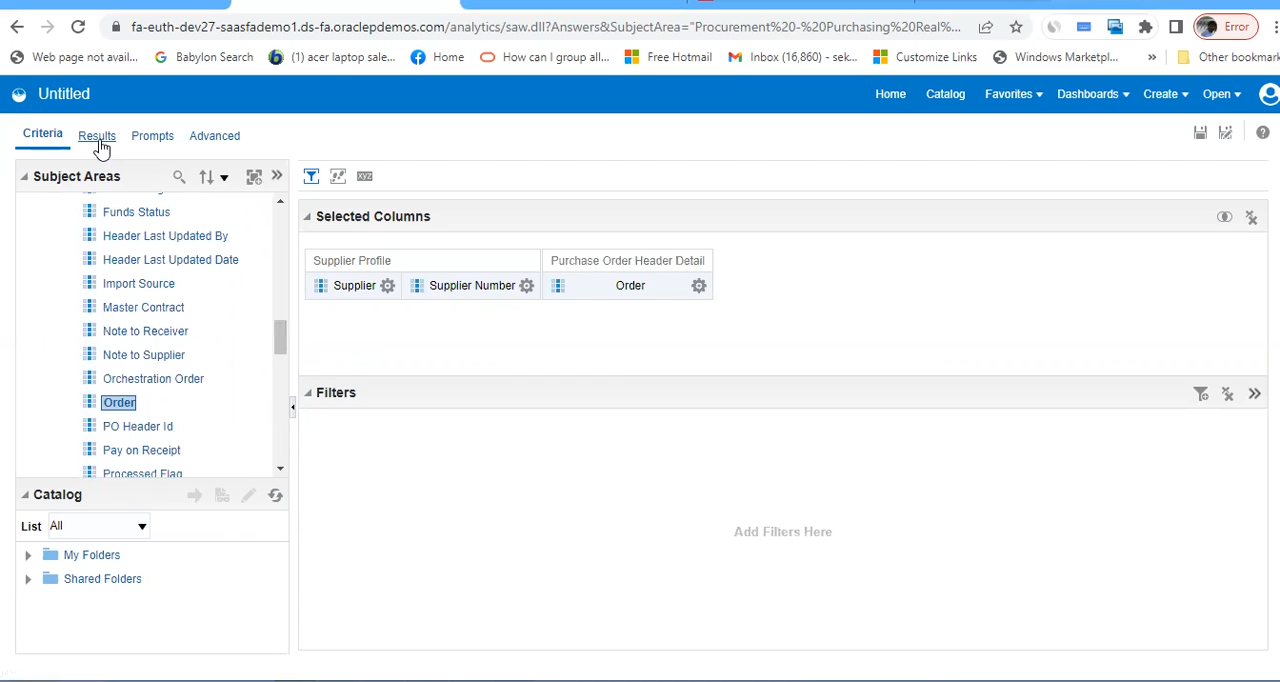 fa-euth-dev27-saasfademo1.ds-fa.oraclepdemos.com/analytics/saw.dll?Answers&SubjectArea="Procurement%20-%20Purchasing%20Real%... Error
Web page not avail... Babylon Search (1) acer laptop sale... Home How can I group all... Free Hotmail Inbox (16,860) - sek... Customize Links Windows Marketpl... » Other bookmark
Untitled Home Catalog Favorites Dashboards Create Open
Criteria Results Prompts Advanced
Subject Areas
Funds Status
Header Last Updated By
Header Last Updated Date
Import Source
Master Contract
Note to Receiver
Note to Supplier
Orchestration Order
Order
PO Header Id
Pay on Receipt
Processed Flag
Catalog
List All
My Folders
Shared Folders
XYZ
Selected Columns
Supplier Profile Purchase Order Header Detail
Supplier Supplier Number Order
Filters
Add Filters Here